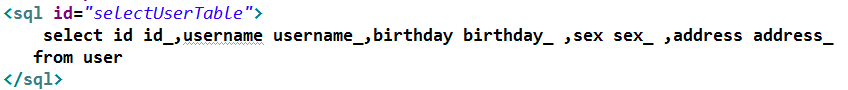 <sql id="selectUserTable">
select id id_,username username_,birthday birthday_ ,sex sex_ ,address address_
from user
</sql>